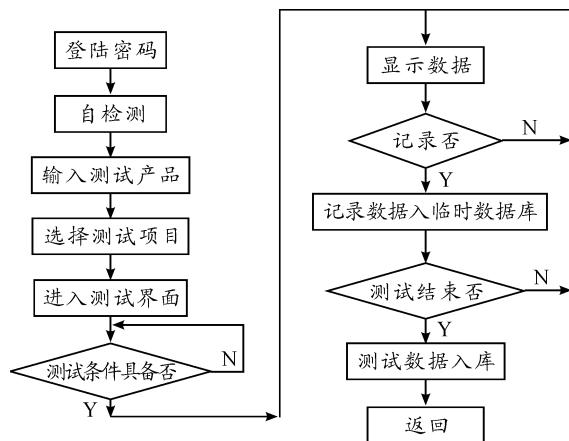 登陆密码
自检测
输入测试产品
选择测试项目
进入测试界面
测试条件具备否
N
Y
显示数据
记录否
N
Y
记录数据入临时数据库
测试结束否
N
Y
测试数据入库
返回